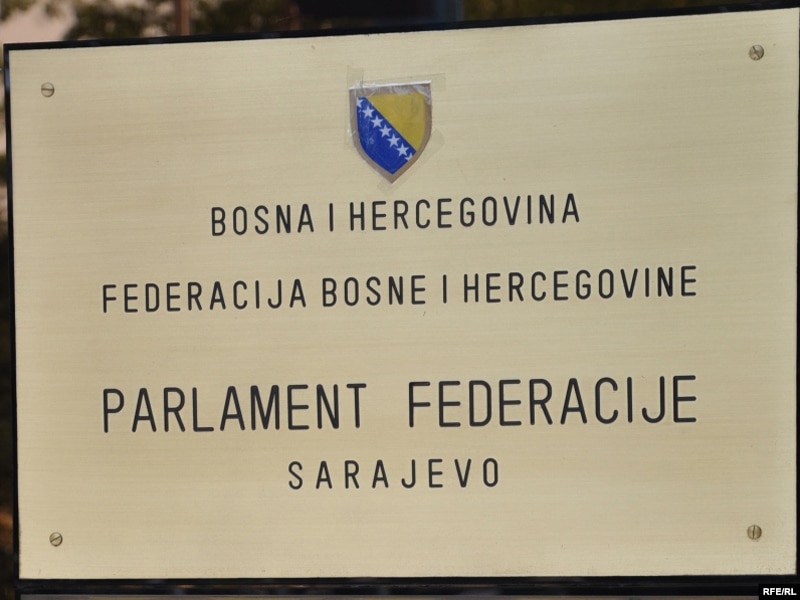 BOSNA I HERCEGOVINA
FEDERACIJA BOSNE I HERCEGOVINE
PARLAMENT FEDERACIJE
SARAJEVO
RFE/RL